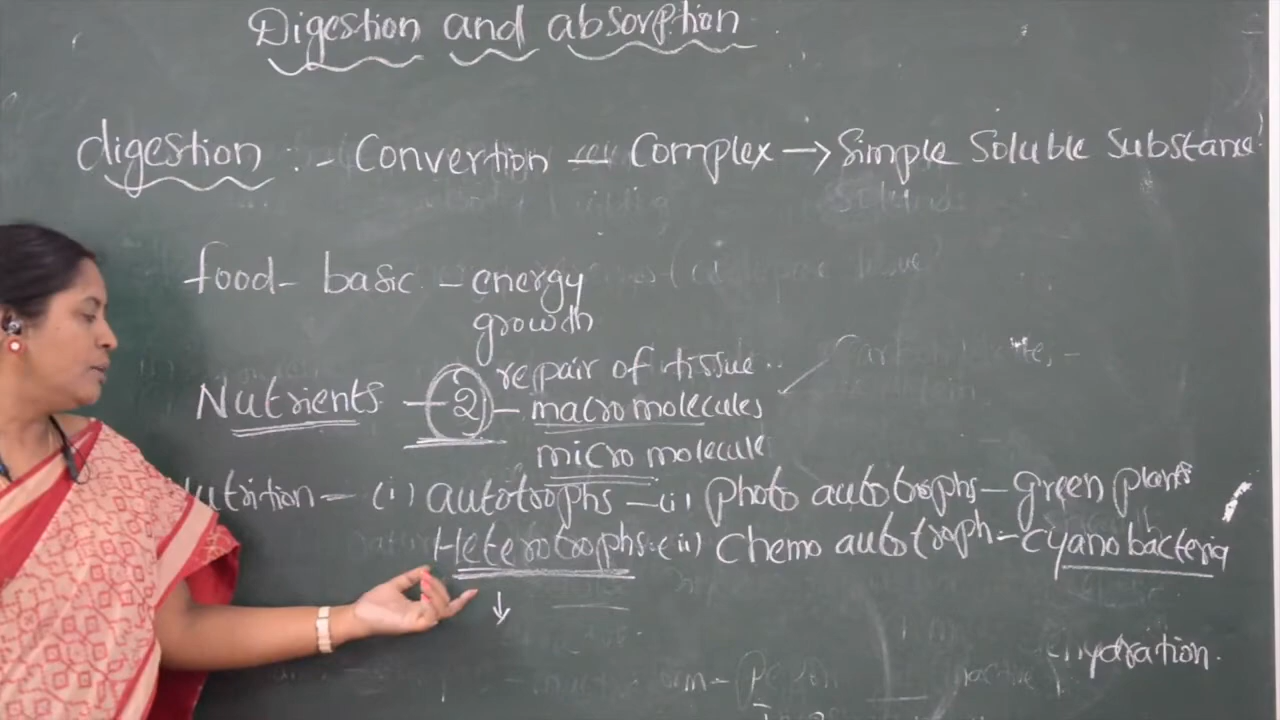 Digestion and absorption
digestion :- Convertion — Complex → Simple Soluble Substance
food - basic - energy
growth
repair of tissue
Nutrients - 2 - macromolecules
micro molecule
utrition - (i) autotrophs - (i) photo autotrophs - green plants
Heterotrophs: (ii) Chemo autotroph - cyano bacteria
↓
hydration.